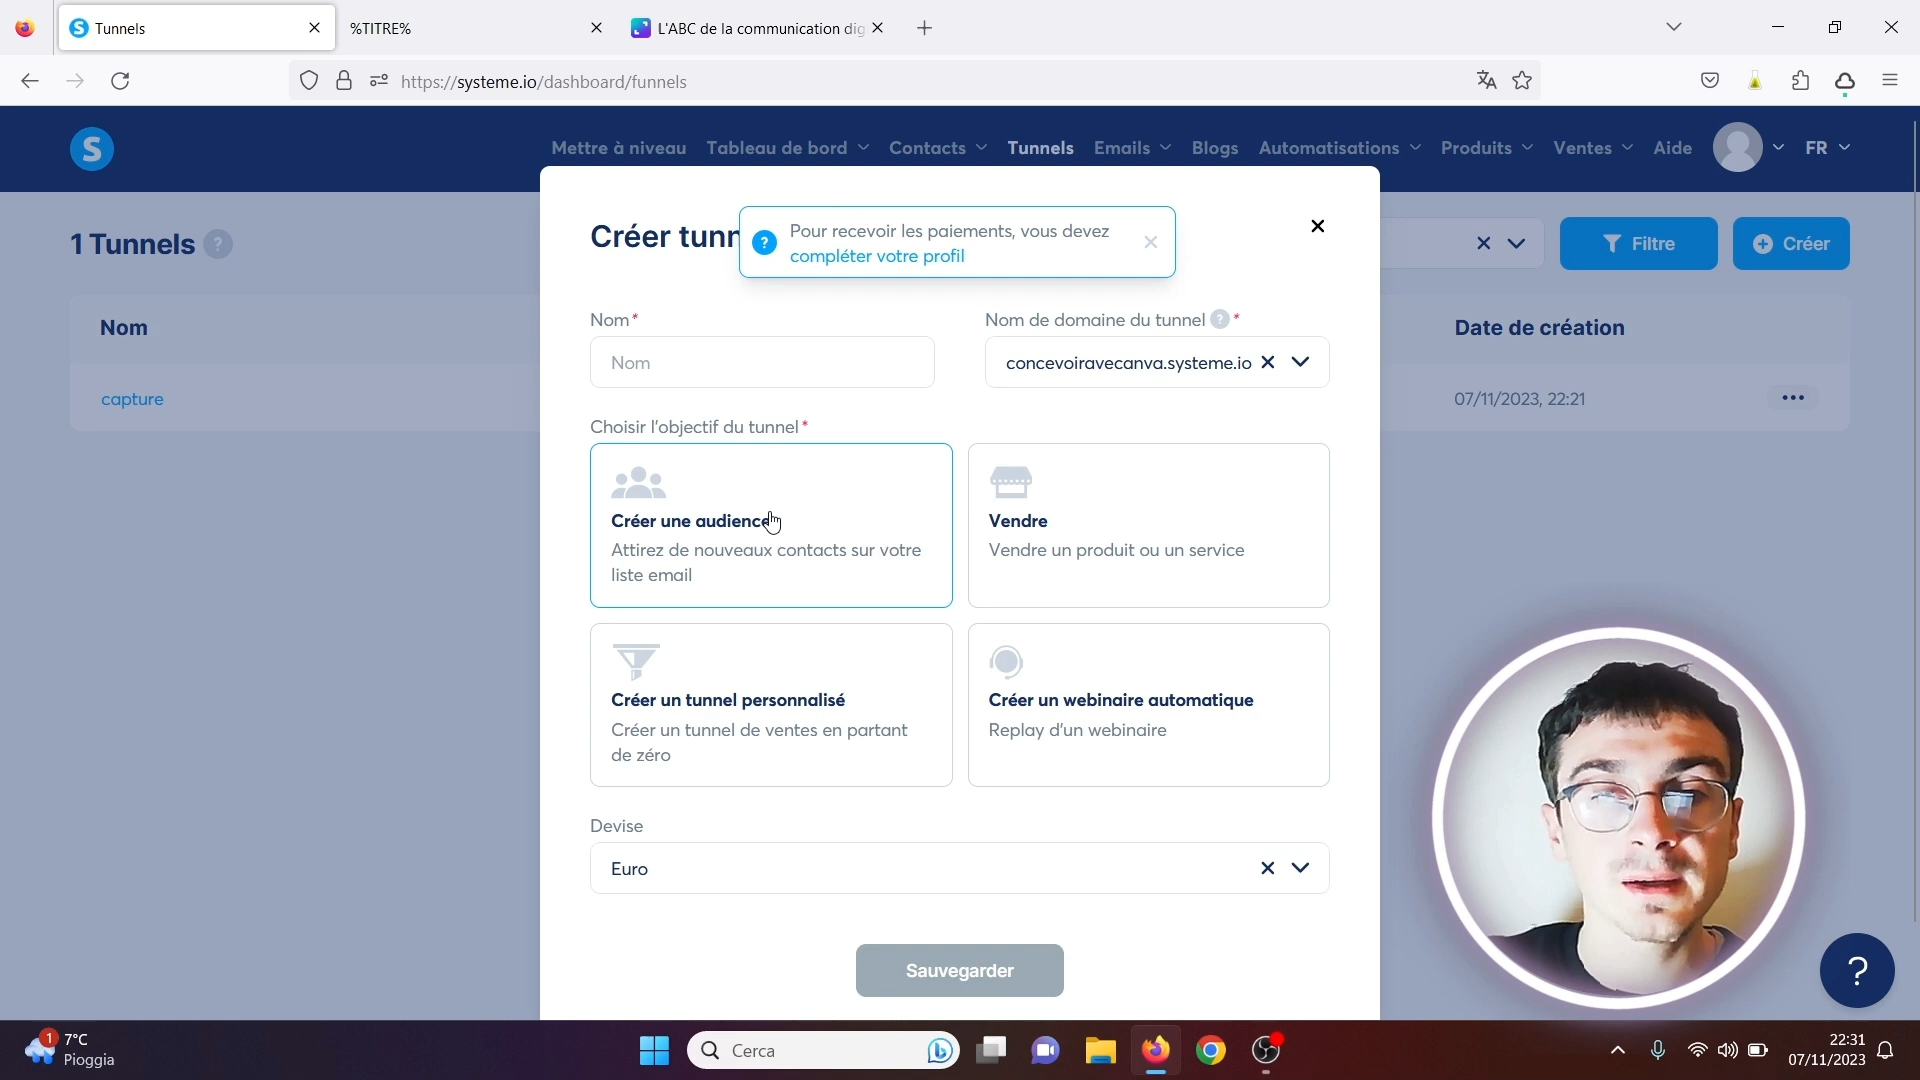 Tunnels
%TITRE%
L'ABC de la communication dig
https://systeme.io/dashboard/funnels
S
Mettre à niveau
Tableau de bord
Contacts
Tunnels
Emails
Blogs
Automatisations
Produits
Ventes
Aide
FR
1 Tunnels ?
Filtre
Créer
Créer tunn
? Pour recevoir les paiements, vous devez
compléter votre profil
Nom
Date de création
capture
07/11/2023, 22:21
Nom*
Nom de domaine du tunnel ? *
Nom
concevoiravecanva.systeme.io
Choisir l'objectif du tunnel*
Créer une audience
Attirez de nouveaux contacts sur votre
liste email
Vendre
Vendre un produit ou un service
Créer un tunnel personnalisé
Créer un tunnel de ventes en partant
de zéro
Créer un webinaire automatique
Replay d'un webinaire
Devise
Euro
Sauvegarder
?
1
7°C
Pioggia
Cerca
22:31
07/11/2023